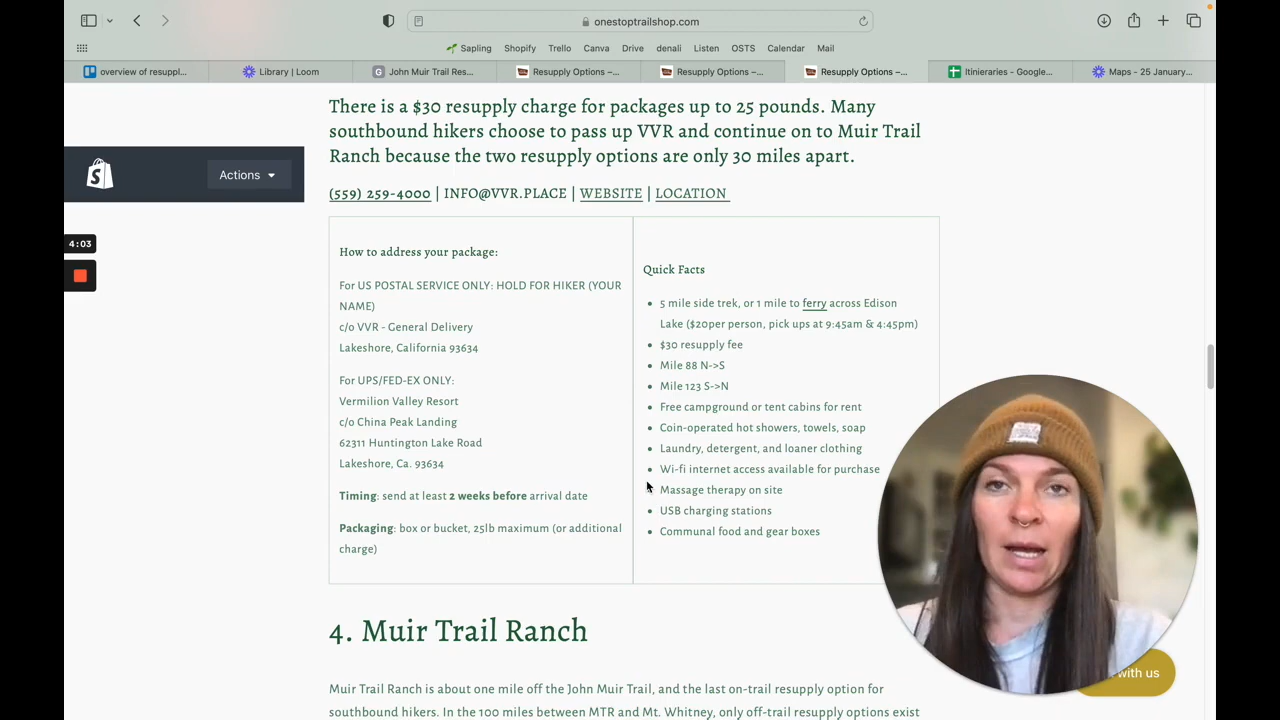 onestoptrailshop.com
Sapling Shopify Trello Canva Drive denali Listen OSTS Calendar Mail
overview of resuppl... Library | Loom John Muir Trail Res... Resupply Options –... Resupply Options –... Resupply Options –... Itinieraries - Google... Maps - 25 January...
There is a $30 resupply charge for packages up to 25 pounds. Many
southbound hikers choose to pass up VVR and continue on to Muir Trail
Ranch because the two resupply options are only 30 miles apart.
Actions
(559) 259-4000 | INFO@VVR.PLACE | WEBSITE | LOCATION
4:03
How to address your package:
For US POSTAL SERVICE ONLY: HOLD FOR HIKER (YOUR
NAME)
c/o VVR - General Delivery
Lakeshore, California 93634
For UPS/FED-EX ONLY:
Vermilion Valley Resort
c/o China Peak Landing
62311 Huntington Lake Road
Lakeshore, Ca. 93634
Timing: send at least 2 weeks before arrival date
Packaging: box or bucket, 25lb maximum (or additional
charge)
Quick Facts
5 mile side trek, or 1 mile to ferry across Edison
Lake ($20per person, pick ups at 9:45am & 4:45pm)
$30 resupply fee
Mile 88 N->S
Mile 123 S->N
Free campground or tent cabins for rent
Coin-operated hot showers, towels, soap
Laundry, detergent, and loaner clothing
Wi-fi internet access available for purchase
Massage therapy on site
USB charging stations
Communal food and gear boxes
4. Muir Trail Ranch
with us
Muir Trail Ranch is about one mile off the John Muir Trail, and the last on-trail resupply option for
southbound hikers. In the 100 miles between MTR and Mt. Whitney, only off-trail resupply options exist